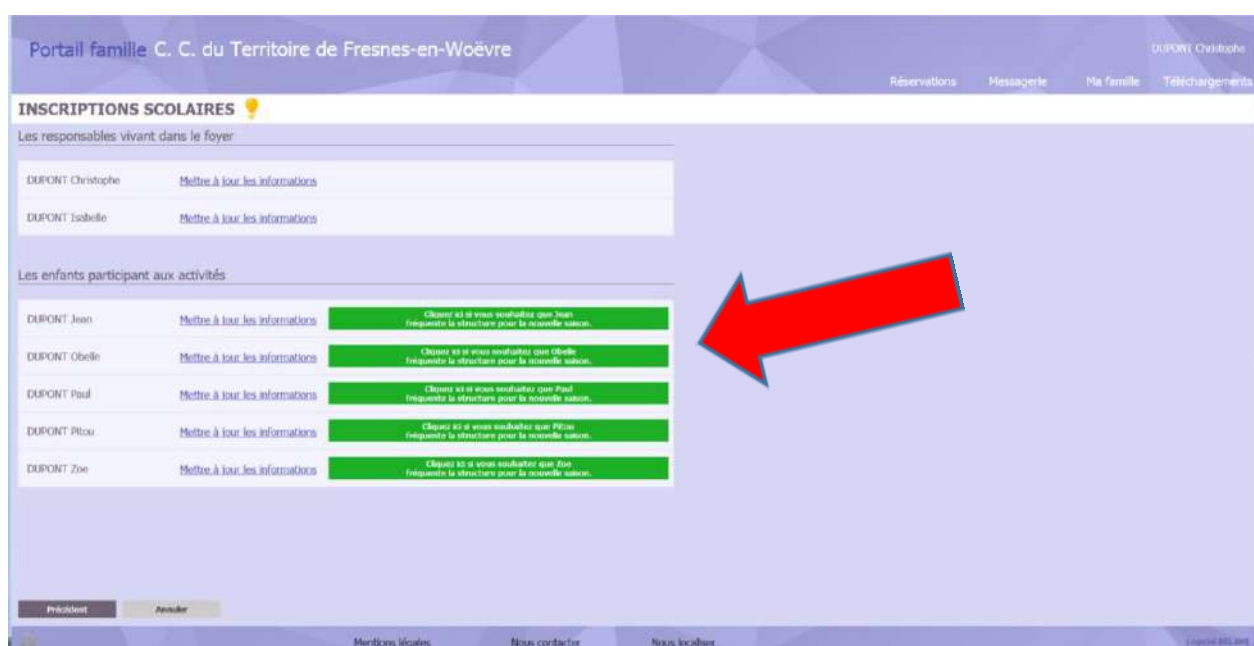 Portail famille C. C. du Territoire de Fresnes-en-Woëvre
DUPONT Christophe
Réservations Messagerie Ma famille Téléchargements
INSCRIPTIONS SCOLAIRES
Les responsables vivant dans le foyer
DUPONT Christophe Mettre à jour les informations
DUPONT Isabelle Mettre à jour les informations
Les enfants participant aux activités
DUPONT Jean Mettre à jour les informations Cliquez ici si vous souhaitez que Jean
fréquente la structure pour la nouvelle saison.
DUPONT Obelle Mettre à jour les informations Cliquez ici si vous souhaitez que Obelle
fréquente la structure pour la nouvelle saison.
DUPONT Paul Mettre à jour les informations Cliquez ici si vous souhaitez que Paul
fréquente la structure pour la nouvelle saison.
DUPONT Pitou Mettre à jour les informations Cliquez ici si vous souhaitez que Pitou
fréquente la structure pour la nouvelle saison.
DUPONT Zoe Mettre à jour les informations Cliquez ici si vous souhaitez que Zoe
fréquente la structure pour la nouvelle saison.
Précédent Annuler
Mentions légales Nous contacter Nous localiser